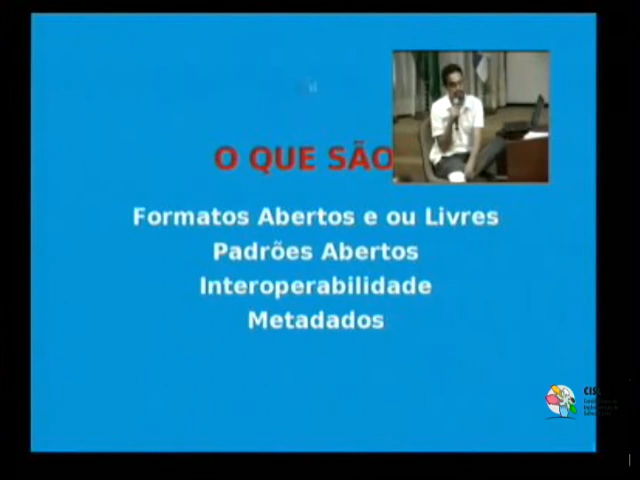 O QUE SÃO
Formatos Abertos e ou Livres
Padrões Abertos
Interoperabilidade
Metadados